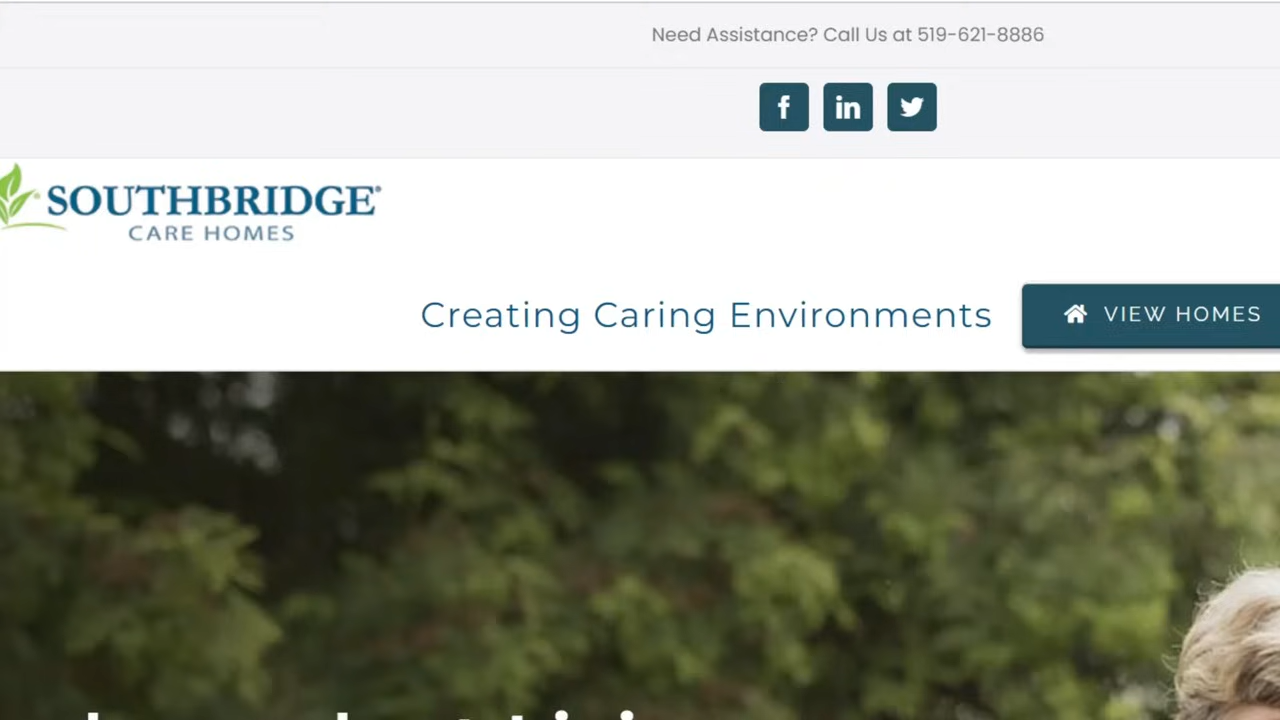 Need Assistance? Call Us at 519-621-8886
SOUTHBRIDGE®
CARE HOMES
Creating Caring Environments
VIEW HOMES